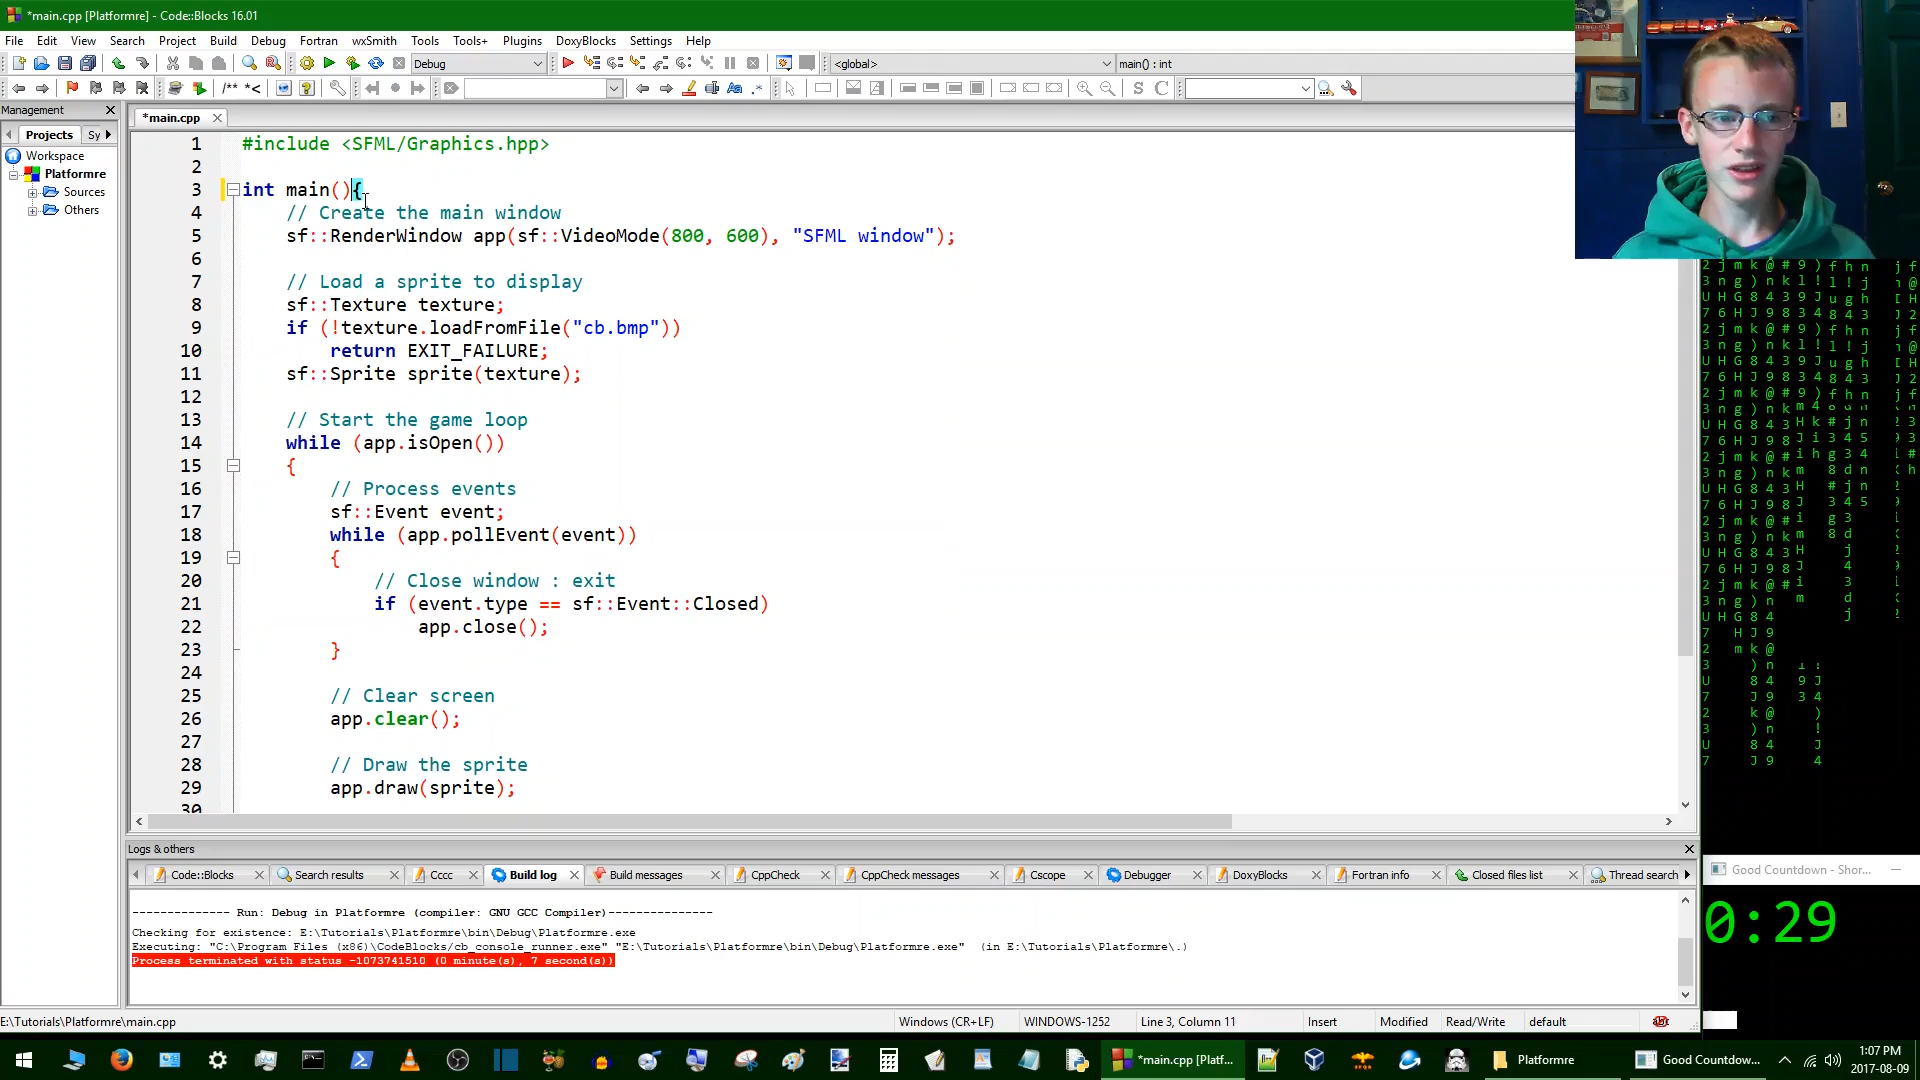 *main.cpp [Platformre] - Code::Blocks 16.01
File Edit View Search Project Build Debug Fortran wxSmith Tools Tools+ Plugins DoxyBlocks Settings Help
Debug <global> main() : int
/** *< Aa .* S C
Management
*main.cpp
Projects Sy
Workspace
Platformre
Sources
Others
1 #include <SFML/Graphics.hpp>
2
3 int main(){
4 // Create the main window
5 sf::RenderWindow app(sf::VideoMode(800, 600), "SFML window");
6
7 // Load a sprite to display
8 sf::Texture texture;
9 if (!texture.loadFromFile("cb.bmp"))
10 return EXIT_FAILURE;
11 sf::Sprite sprite(texture);
12
13 // Start the game loop
14 while (app.isOpen())
15 {
16 // Process events
17 sf::Event event;
18 while (app.pollEvent(event))
19 {
20 // Close window : exit
21 if (event.type == sf::Event::Closed)
22 app.close();
23 }
24
25 // Clear screen
26 app.clear();
27
28 // Draw the sprite
29 app.draw(sprite);
30
Logs & others
Code::Blocks Search results Cccc Build log Build messages CppCheck CppCheck messages Cscope Debugger DoxyBlocks Fortran info Closed files list Thread search
-------------- Run: Debug in Platformre (compiler: GNU GCC Compiler)---------------
Checking for existence: E:\Tutorials\Platformre\bin\Debug\Platformre.exe
Executing: "C:\Program Files (x86)\CodeBlocks/cb_console_runner.exe" "E:\Tutorials\Platformre\bin\Debug\Platformre.exe" (in E:\Tutorials\Platformre\.)
Process terminated with status -1073741510 (0 minute(s), 7 second(s))
Good Countdown - Shor...
0:29
E:\Tutorials\Platformre\main.cpp Windows (CR+LF) WINDOWS-1252 Line 3, Column 11 Insert Modified Read/Write default
*main.cpp [Platf... Platformre Good Countdow... 1:07 PM
2017-08-09